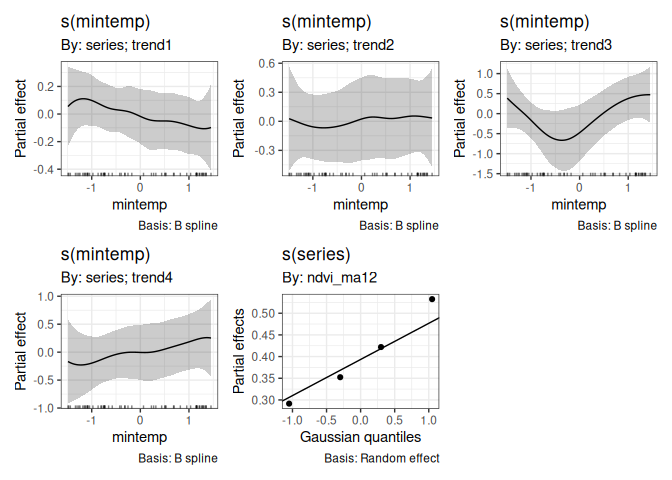 s(mintemp)
By: series; trend1
Partial effect
0.2
0.0
-0.2
-0.4
-1
0
1
mintemp
Basis: B spline
s(mintemp)
By: series; trend2
Partial effect
0.6
0.3
0.0
-0.3
-1
0
1
mintemp
Basis: B spline
s(mintemp)
By: series; trend3
Partial effect
1.0
0.5
0.0
-0.5
-1.0
-1.5
-1
0
1
mintemp
Basis: B spline
s(mintemp)
By: series; trend4
Partial effect
1.0
0.5
0.0
-0.5
-1.0
-1
0
1
mintemp
Basis: B spline
s(series)
By: ndvi_ma12
Partial effects
0.50
0.45
0.40
0.35
0.30
-1.0
-0.5
0.0
0.5
1.0
Gaussian quantiles
Basis: Random effect